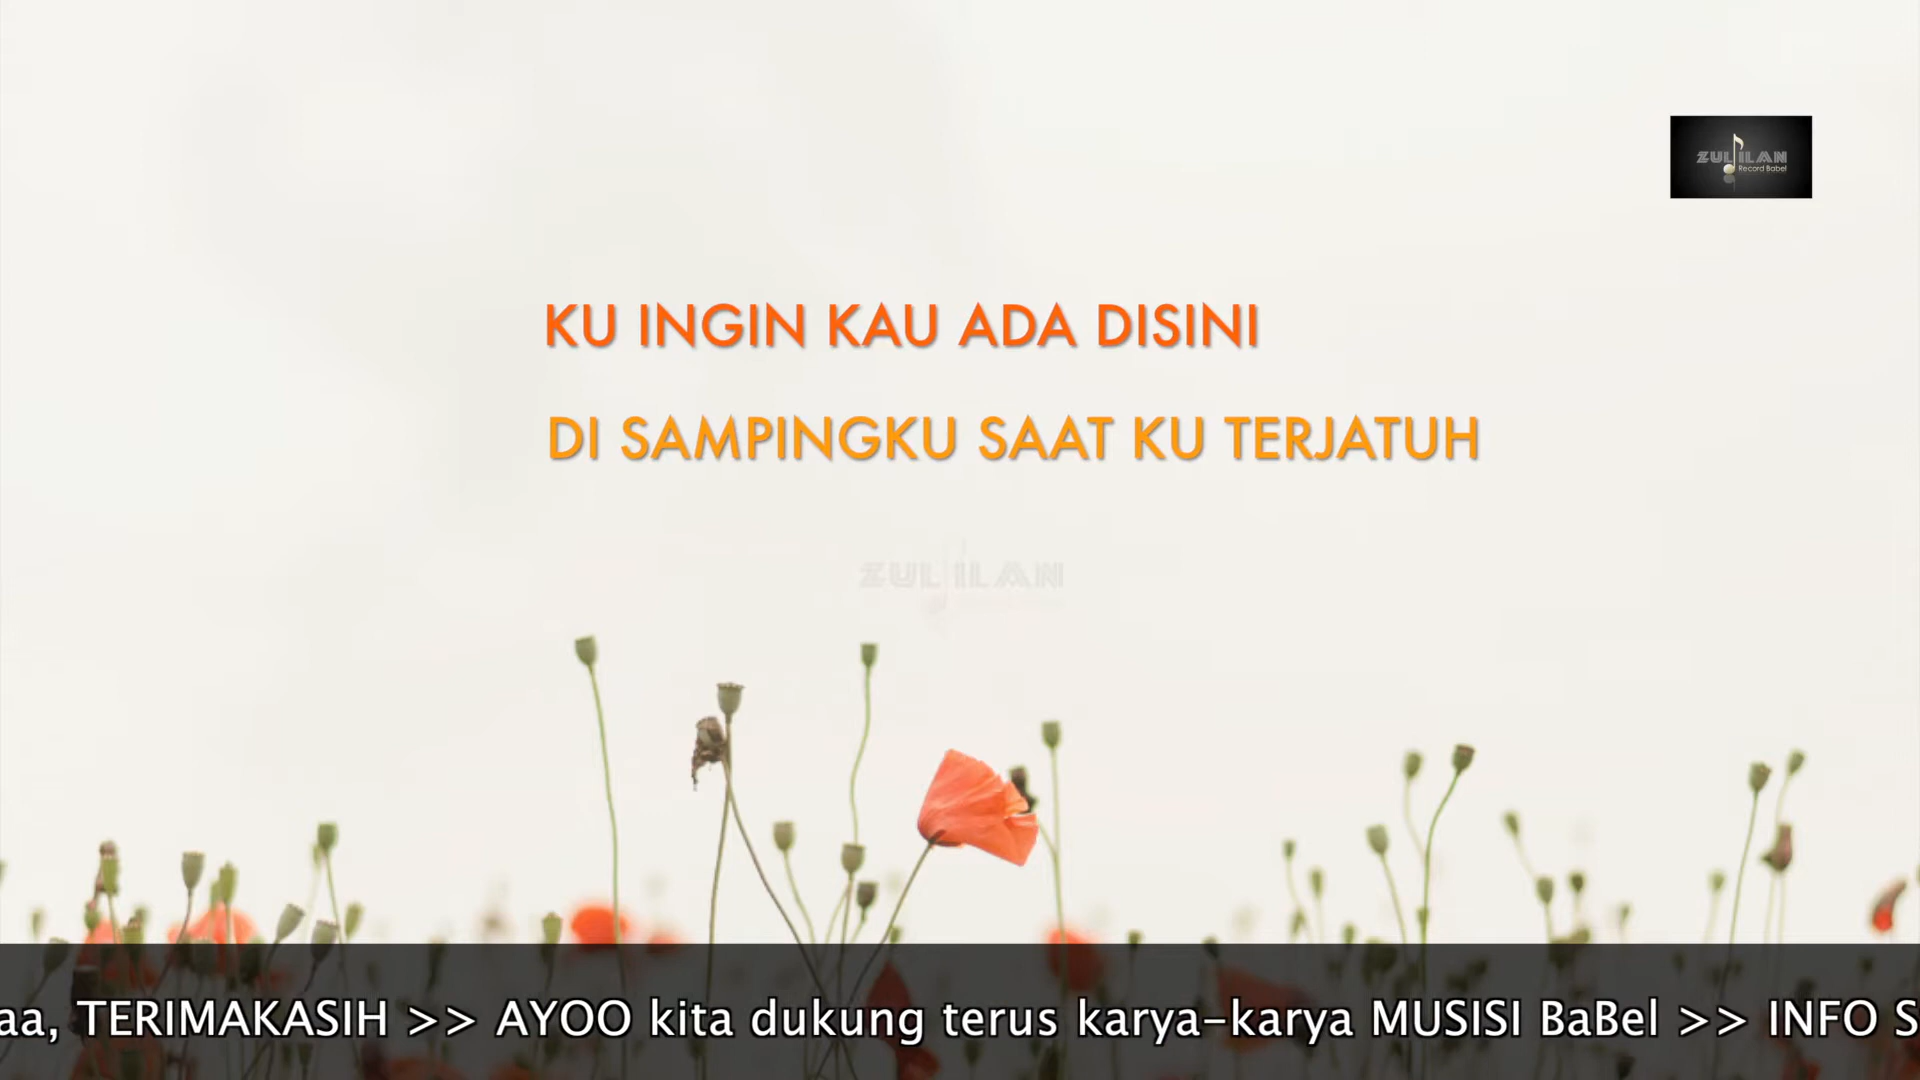 ZULILAN
Record Babel
KU INGIN KAU ADA DISINI
DI SAMPINGKU SAAT KU TERJATUH
ZULILAN
aa, TERIMAKASIH >> AYOO kita dukung terus karya-karya MUSISI BaBel >> INFO S